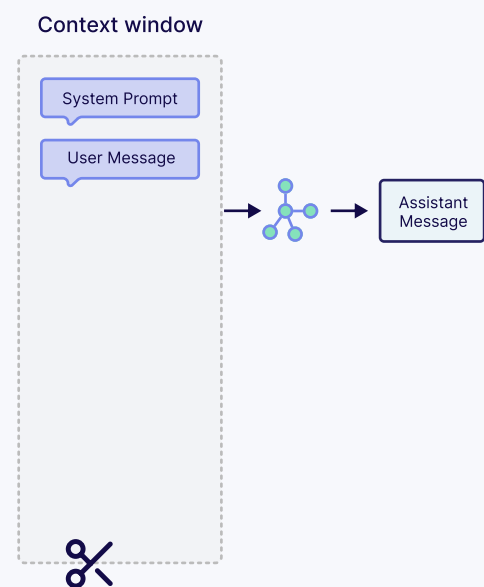 Context window
System Prompt
User Message
Assistant
Message